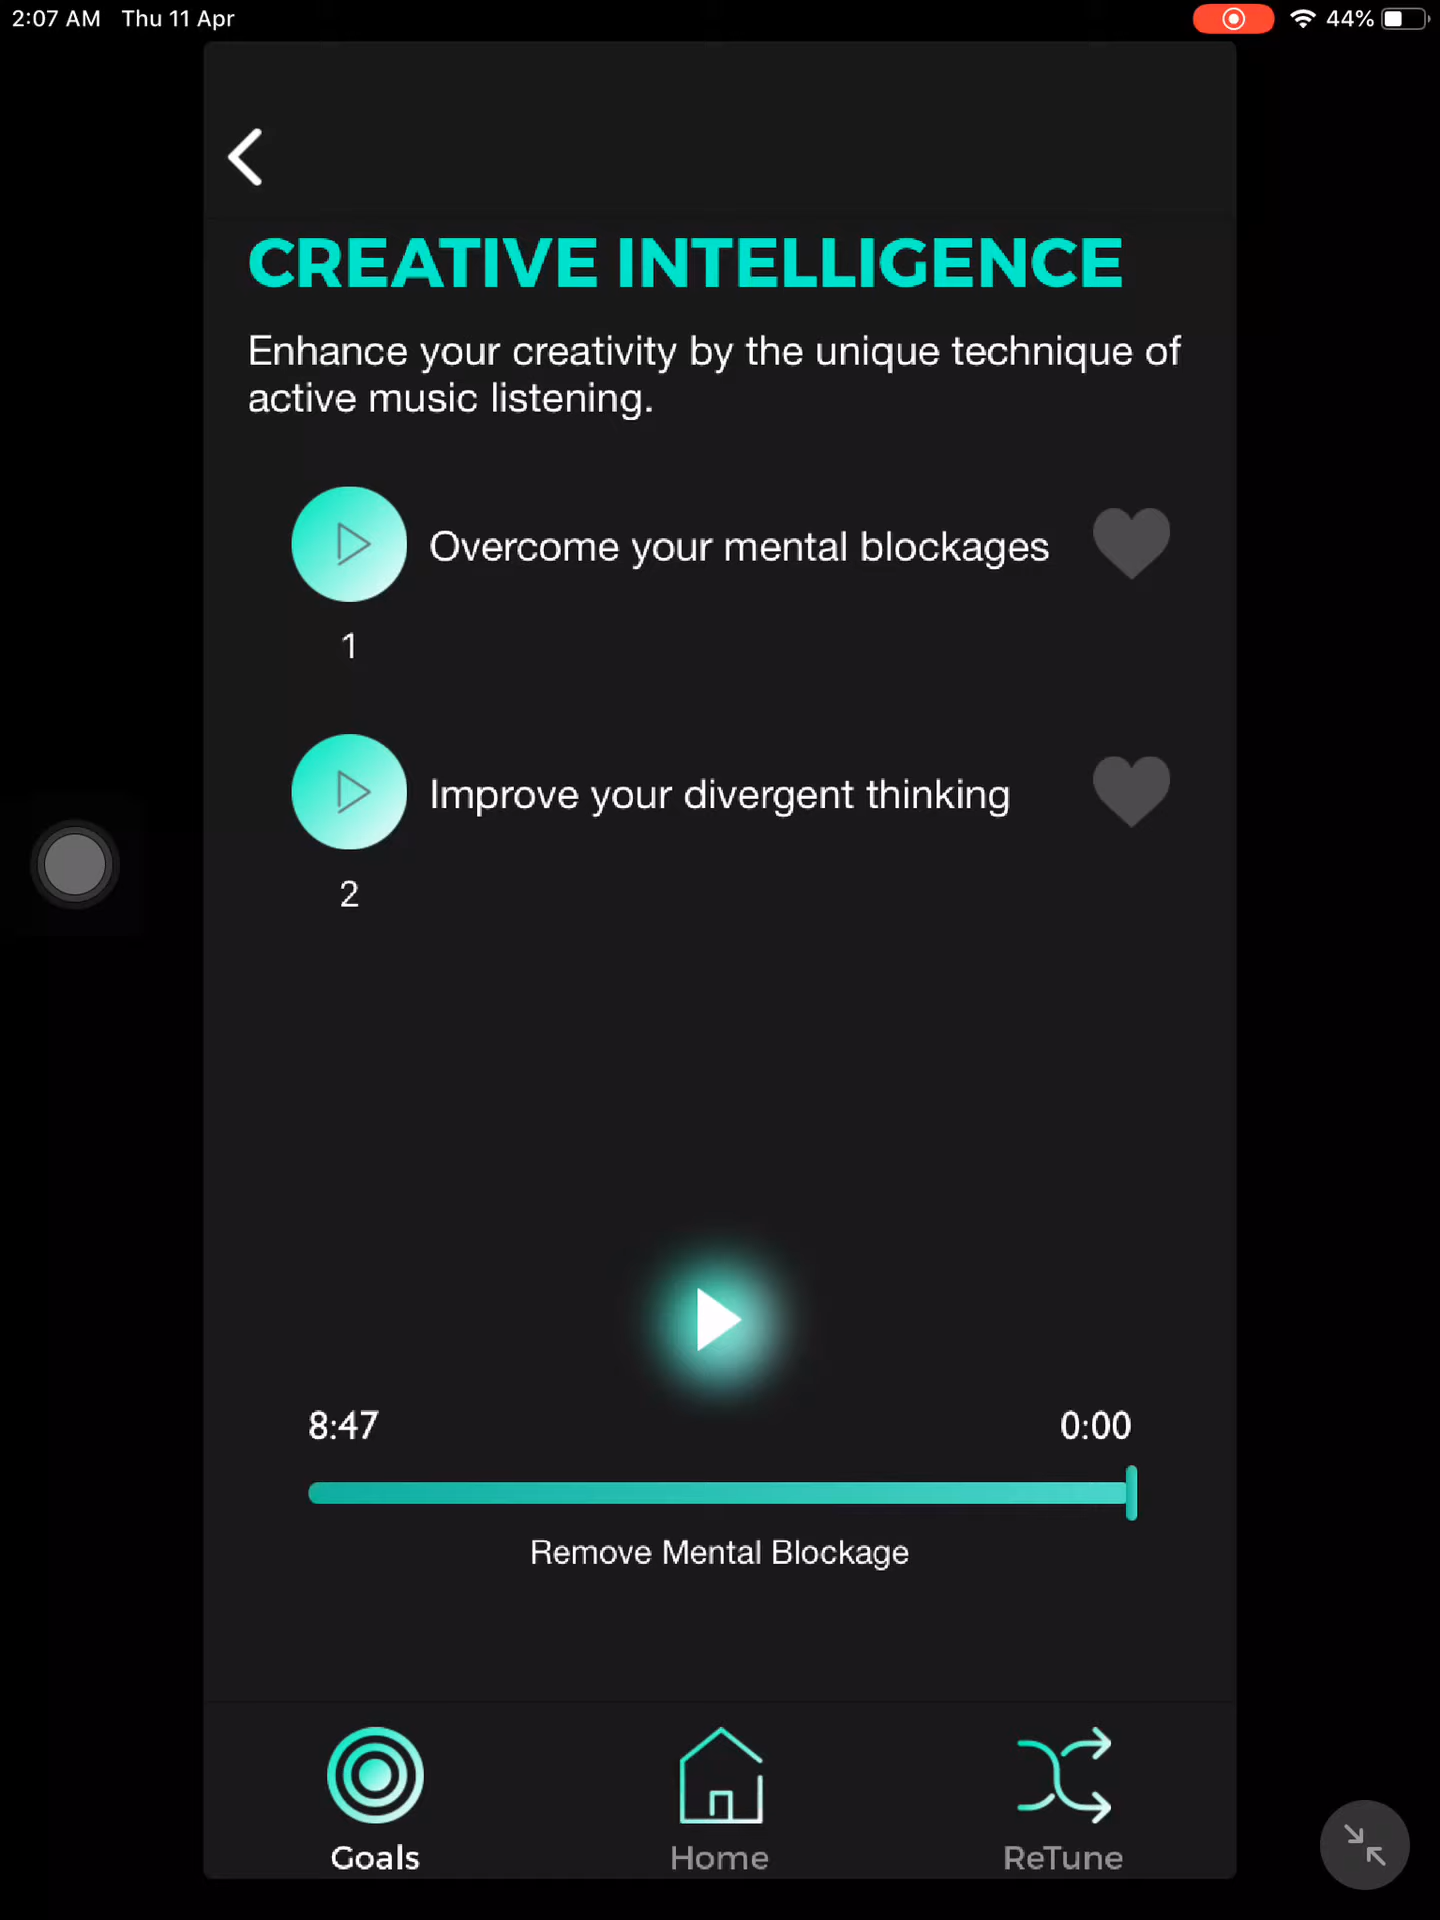 2:07 AM Thu 11 Apr 44%
CREATIVE INTELLIGENCE
Enhance your creativity by the unique technique of
active music listening.
Overcome your mental blockages
1
Improve your divergent thinking
2
8:47 0:00
Remove Mental Blockage
Goals Home ReTune